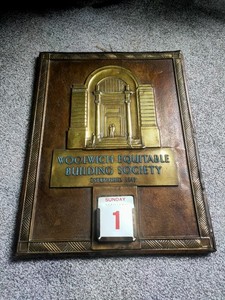 WOOLWICH EQUITABLE
BUILDING SOCIETY
SUNDAY
1